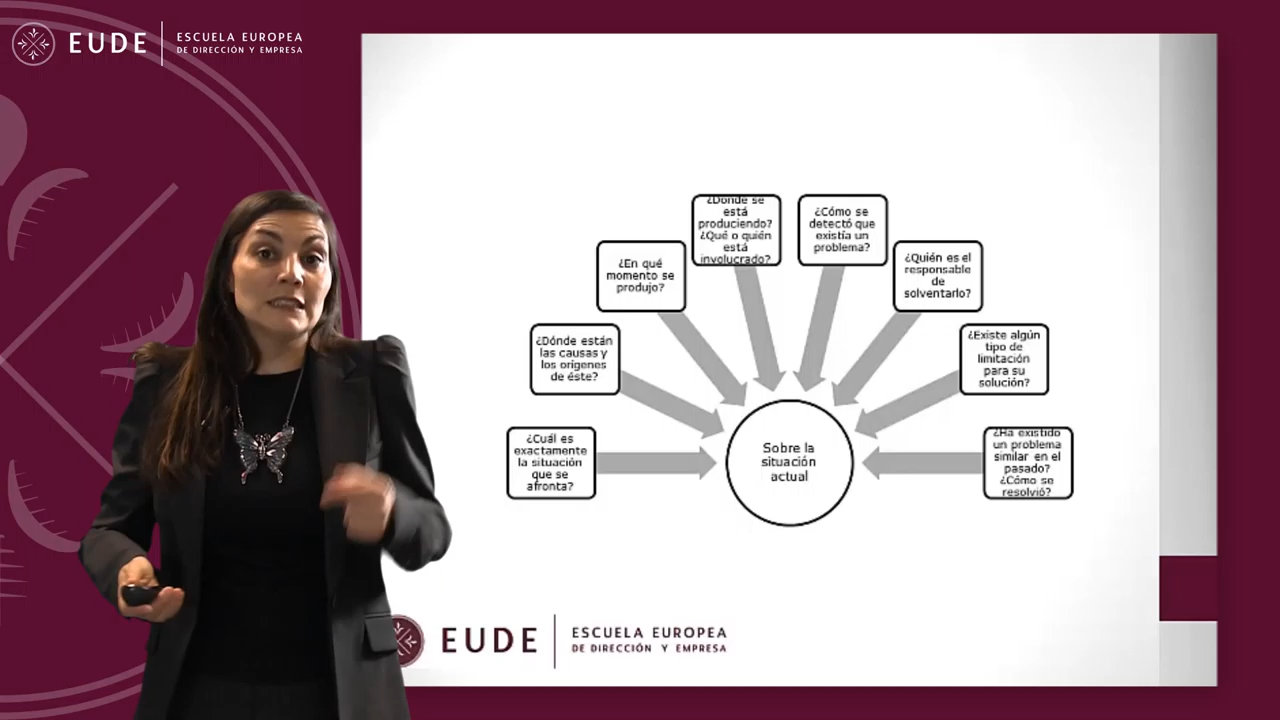 EUDE
ESCUELA EUROPEA
DE DIRECCIÓN Y EMPRESA
¿Cuál es
exactamente
la situación
que se
afronta?
¿Dónde están
las causas y
los orígenes
de éste?
¿En qué
momento se
produjo?
¿Dónde se
está
produciendo?
¿Qué o quién
está
involucrado?
¿Cómo se
detectó que
existía un
problema?
¿Quién es el
responsable
de
solventarlo?
¿Existe algún
tipo de
limitación
para su
solución?
¿Ha existido
un problema
similar en el
pasado?
¿Cómo se
resolvió?
Sobre la
situación
actual
EUDE
ESCUELA EUROPEA
DE DIRECCIÓN Y EMPRESA